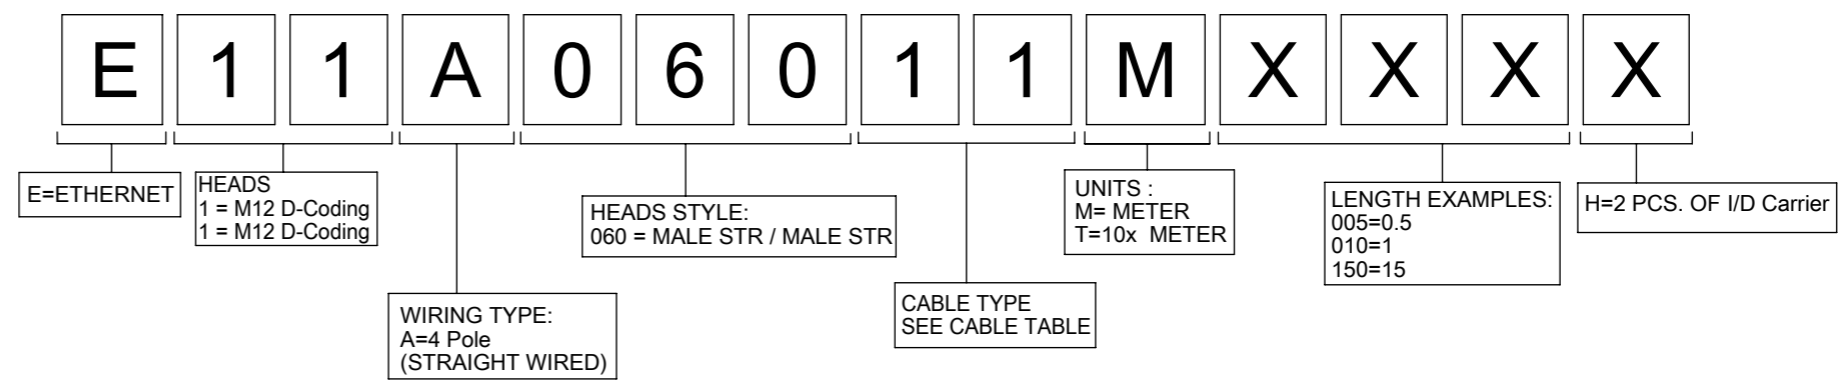 E 1 1 A 0 6 0 1 1 M X X X X
E=ETHERNET
HEADS
1 = M12 D-Coding
1 = M12 D-Coding
WIRING TYPE:
A=4 Pole
(STRAIGHT WIRED)
HEADS STYLE:
060 = MALE STR / MALE STR
CABLE TYPE
SEE CABLE TABLE
UNITS :
M= METER
T=10x METER
LENGTH EXAMPLES:
005=0.5
010=1
150=15
H=2 PCS. OF I/D Carrier